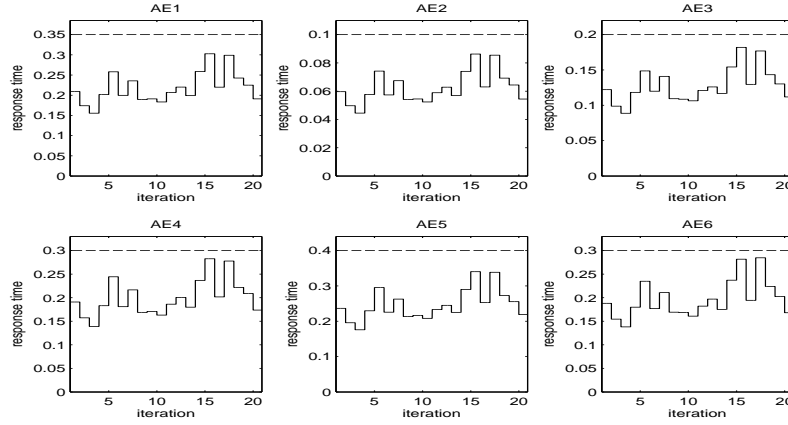 AE1
0.35
0.3
0.25
0.2
0.15
0.1
0.05
0
response time
5 10 15 20
iteration
AE2
0.1
0.08
0.06
0.04
0.02
0
response time
5 10 15 20
iteration
AE3
0.2
0.15
0.1
0.05
0
response time
5 10 15 20
iteration
AE4
0.3
0.25
0.2
0.15
0.1
0.05
0
response time
5 10 15 20
iteration
AE5
0.4
0.3
0.2
0.1
0
response time
5 10 15 20
iteration
AE6
0.3
0.25
0.2
0.15
0.1
0.05
0
response time
5 10 15 20
iteration